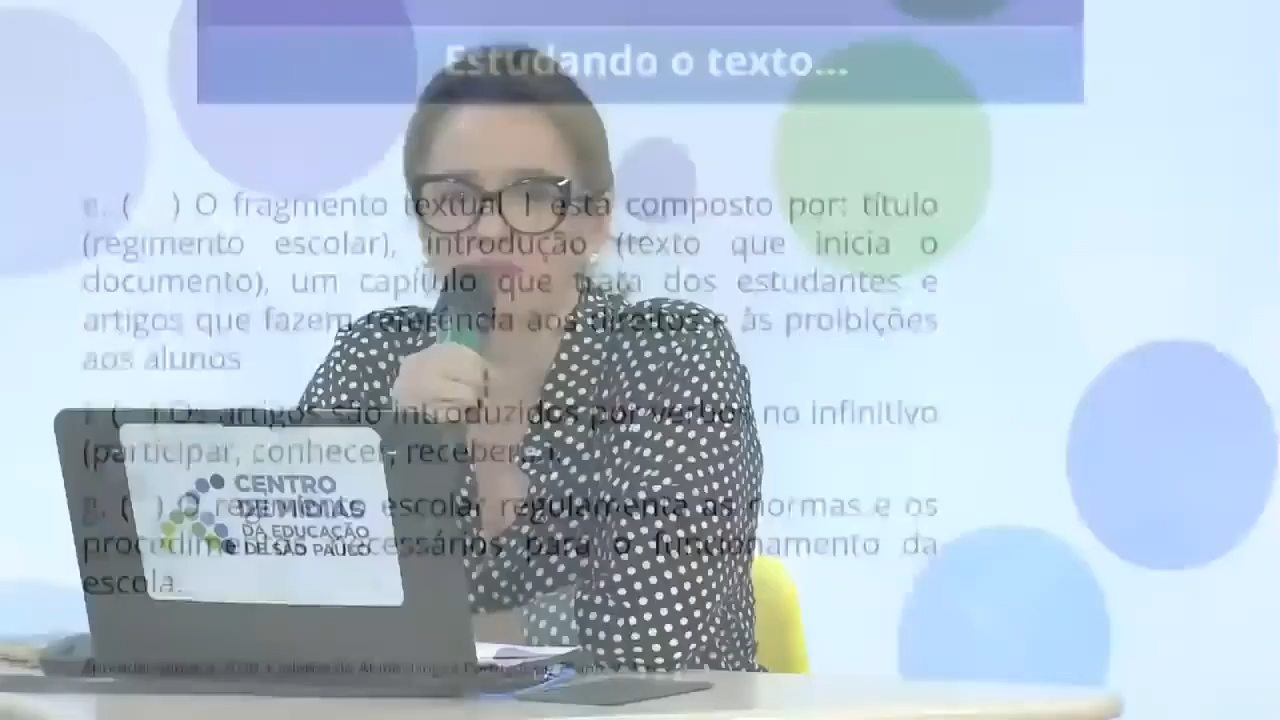 Estudando o texto...
e. ( ) O fragmento textual I está composto por: título
(regimento escolar), introdução (texto que inicia o
documento), um capítulo que trata dos estudantes e
artigos que fazem referência aos direitos e às proibições
aos alunos
f. ( ) Os artigos são introduzidos por verbos no infinitivo
(participar, conhecer, receber
g. ( ) O regimento escolar regulamenta as normas e os
procedimentos necessários para o funcionamento da
escola.
CENTRO
DE MÍDIAS
DA EDUCAÇÃO
DE SÃO PAULO